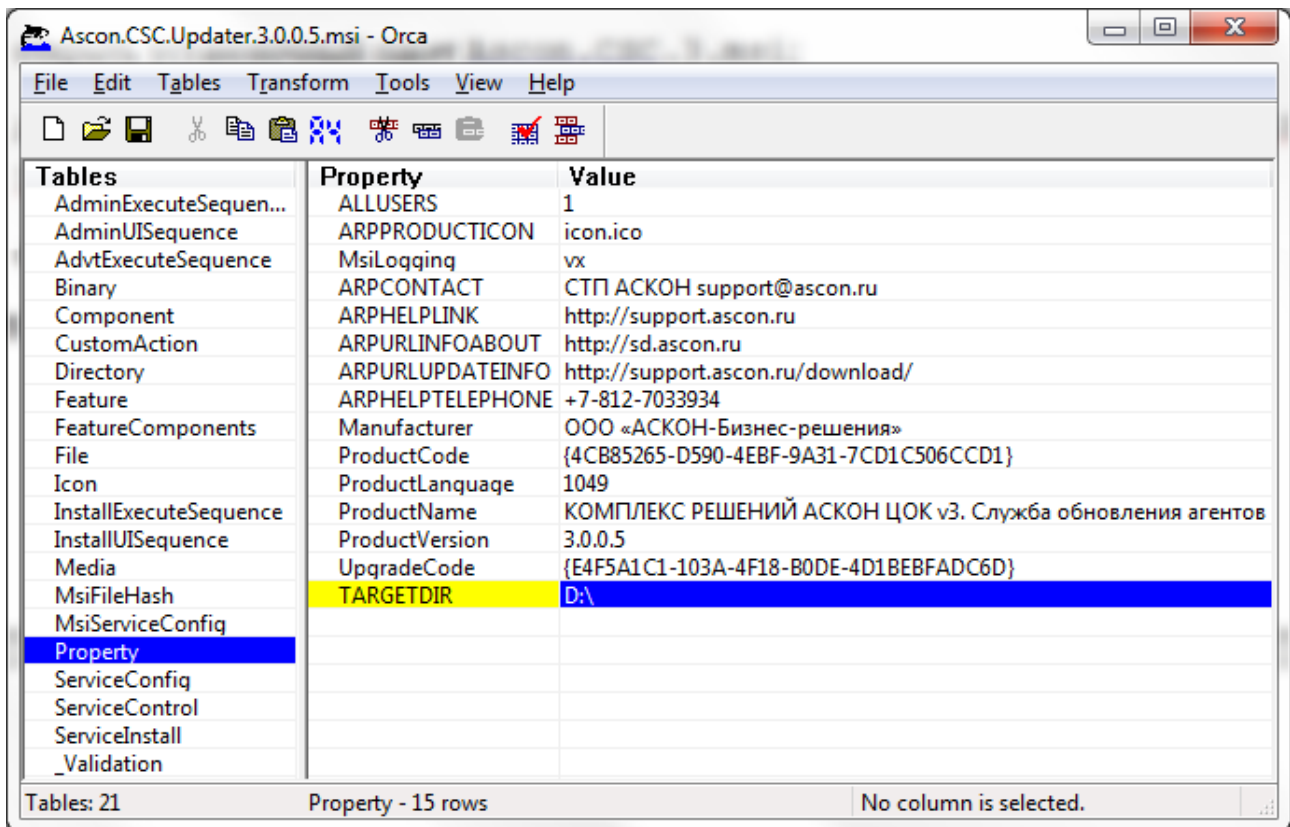 Ascon.CSC.Updater.3.0.0.5.msi - Orca
File Edit Tables Transform Tools View Help
Tables Property Value
AdminExecuteSequen... ALLUSERS 1
AdminUISequence ARPPRODUCTICON icon.ico
AdvtExecuteSequence MsiLogging vx
Binary ARPCONTACT СТП АСКОН support@ascon.ru
Component ARPHELPLINK http://support.ascon.ru
CustomAction ARPURLINFOABOUT http://sd.ascon.ru
Directory ARPURLUPDATEINFO http://support.ascon.ru/download/
Feature ARPHELPTELEPHONE +7-812-7033934
FeatureComponents Manufacturer ООО «АСКОН-Бизнес-решения»
File ProductCode {4CB85265-D590-4EBF-9A31-7CD1C506CCD1}
Icon ProductLanguage 1049
InstallExecuteSequence ProductName КОМПЛЕКС РЕШЕНИЙ АСКОН ЦОК v3. Служба обновления агентов
InstallUISequence ProductVersion 3.0.0.5
Media UpgradeCode {E4F5A1C1-103A-4F18-B0DE-4D1BEBFADC6D}
MsiFileHash TARGETDIR D:\
MsiServiceConfig
Property
ServiceConfig
ServiceControl
ServiceInstall
_Validation
Tables: 21 Property - 15 rows No column is selected.